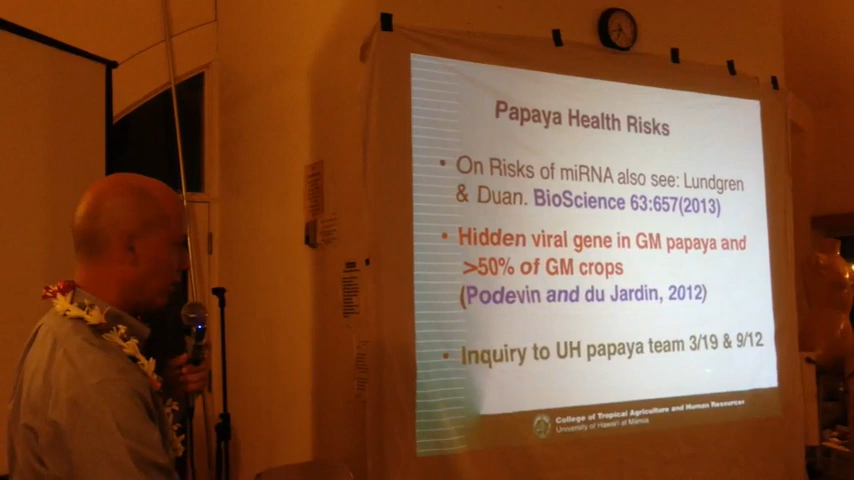 Papaya Health Risks
• On Risks of miRNA also see: Lundgren
& Duan. BioScience 63:657(2013)
• Hidden viral gene in GM papaya and
>50% of GM crops
(Podevin and du Jardin, 2012)
• Inquiry to UH papaya team 3/19 & 9/12
College of Tropical Agriculture and Human Resources
University of Hawai'i at Mānoa